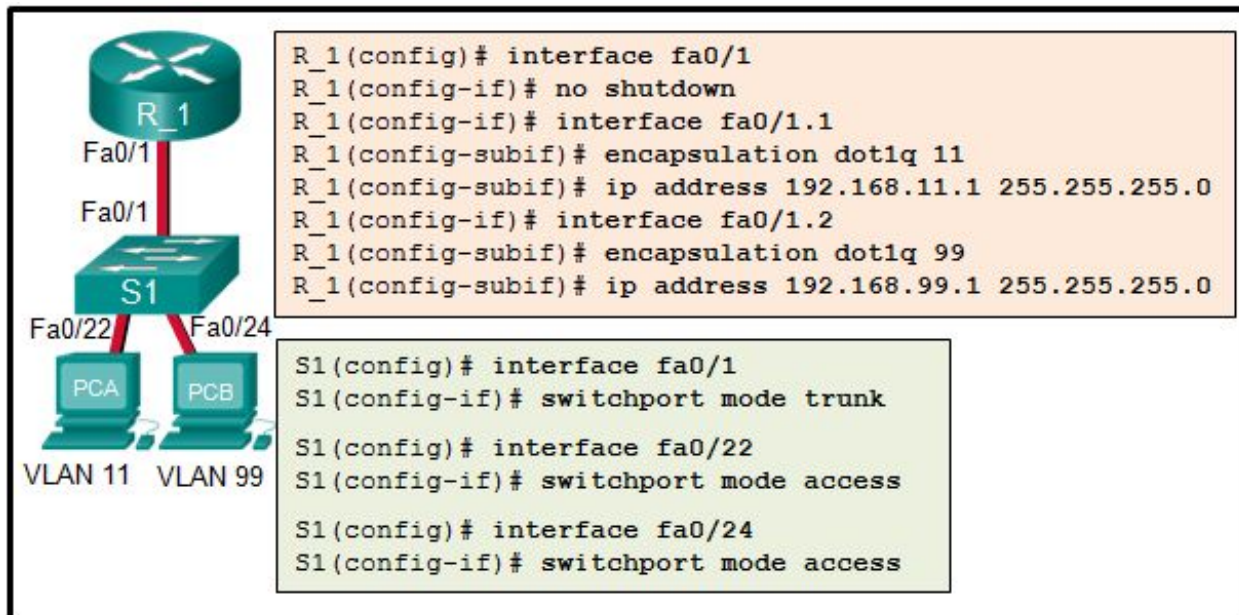 R_1
Fa0/1
Fa0/1
S1
Fa0/22
Fa0/24
PCA
PCB
VLAN 11
VLAN 99
R_1(config)# interface fa0/1
R_1(config-if)# no shutdown
R_1(config-if)# interface fa0/1.1
R_1(config-subif)# encapsulation dot1q 11
R_1(config-subif)# ip address 192.168.11.1 255.255.255.0
R_1(config-if)# interface fa0/1.2
R_1(config-subif)# encapsulation dot1q 99
R_1(config-subif)# ip address 192.168.99.1 255.255.255.0
S1(config)# interface fa0/1
S1(config-if)# switchport mode trunk
S1(config)# interface fa0/22
S1(config-if)# switchport mode access
S1(config)# interface fa0/24
S1(config-if)# switchport mode access